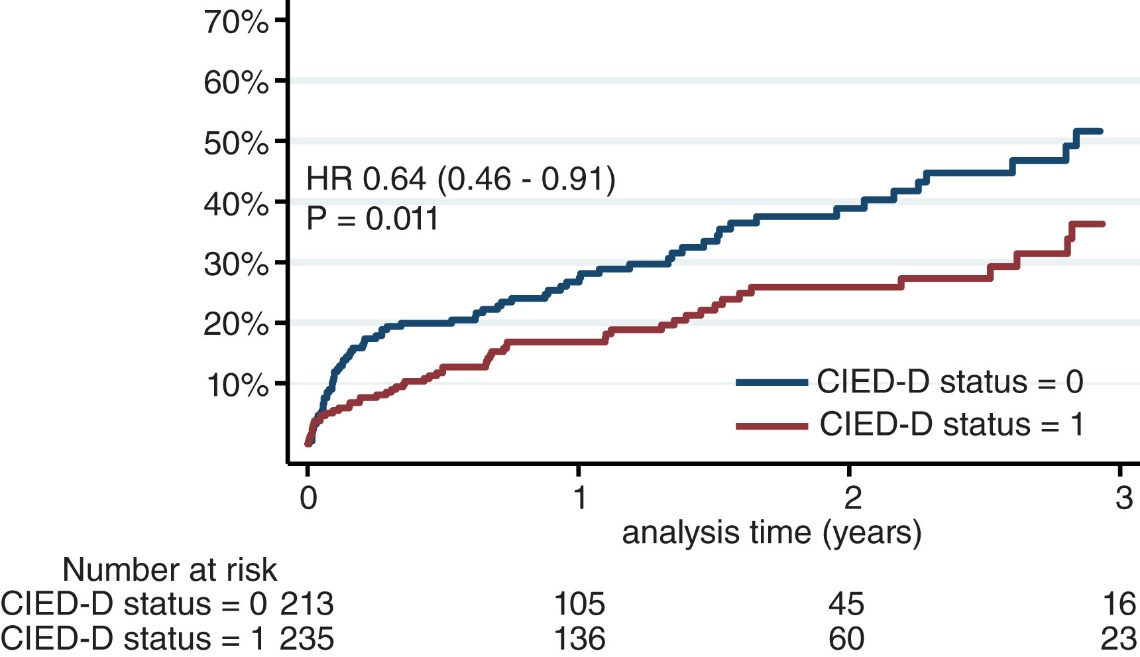 70%
60%
50%
40%
30%
20%
10%
HR 0.64 (0.46 - 0.91)
P = 0.011
CIED-D status = 0
CIED-D status = 1
0 1 2 3
analysis time (years)
Number at risk
CIED-D status = 0 213 105 45 16
CIED-D status = 1 235 136 60 23